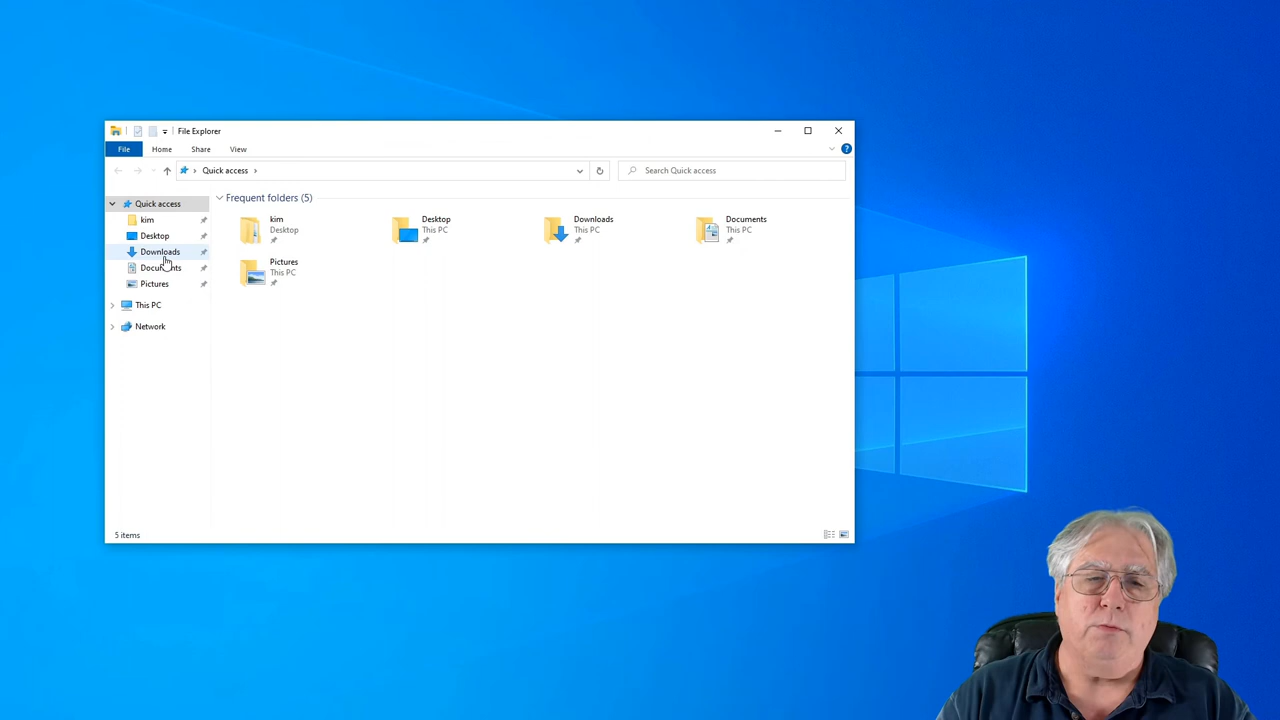 File Explorer
File Home Share View
Quick access
Search Quick access
Quick access
kim
Desktop
Downloads
Documents
Pictures
This PC
Network
Frequent folders (5)
kim
Desktop
Desktop
This PC
Downloads
This PC
Documents
This PC
Pictures
This PC
5 items